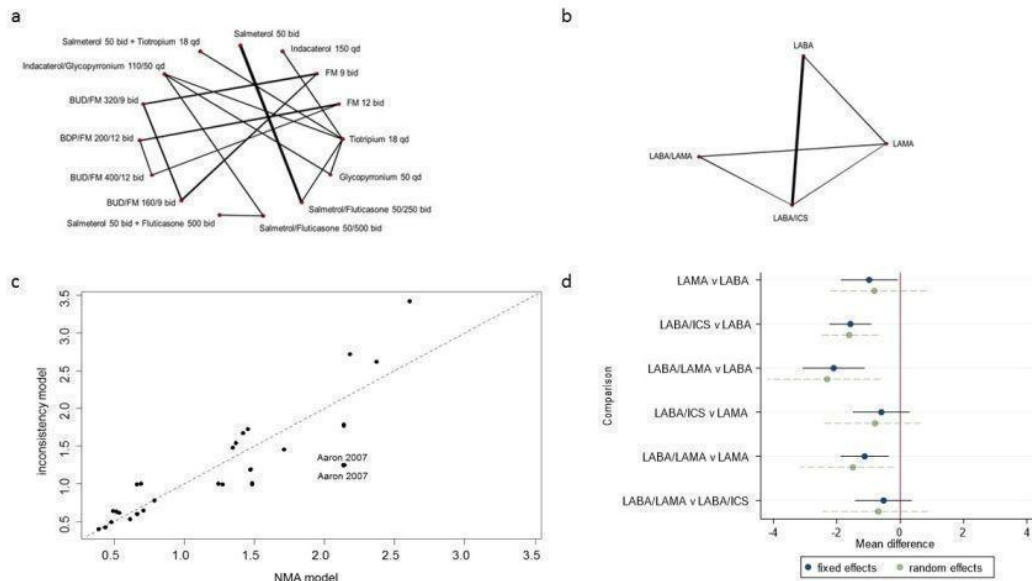 a
Salmeterol 50 bid
Salmeterol 50 bid + Tiotropium 18 qd
Indacaterol 150 qd
Indacaterol/Glycopyrronium 110/50 qd
FM 9 bid
BUD/FM 320/9 bid
FM 12 bid
BDP/FM 200/12 bid
Tiotripium 18 qd
BUD/FM 400/12 bid
Glycopyrronium 50 qd
BUD/FM 160/9 bid
Salmetrol/Fluticasone 50/250 bid
Salmeterol 50 bid + Fluticasone 500 bid
Salmetrol/Fluticasone 50/500 bid
b
LABA
LAMA
LABA/LAMA
LABA/ICS
c
inconsistency model
3.5
3.0
2.5
2.0
1.5
1.0
0.5
Aaron 2007
Aaron 2007
0.5 1.0 1.5 2.0 2.5 3.0 3.5
NMA model
d
Comparison
LAMA v LABA
LABA/ICS v LABA
LABA/LAMA v LABA
LABA/ICS v LAMA
LABA/LAMA v LAMA
LABA/LAMA v LABA/ICS
-4 -2 0 2 4
Mean difference
fixed effects random effects